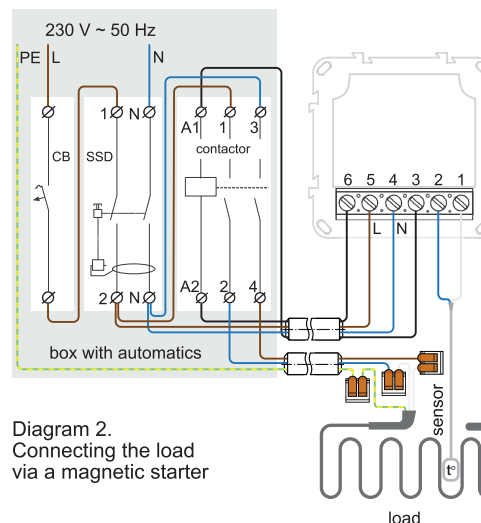 230 V ~ 50 Hz
PE L N
1 N A1 1 3
CB SSD contactor
6 5 4 3 2 1
L N
2 N A2 2 4
box with automatics
sensor
Diagram 2.
Connecting the load
via a magnetic starter
t°
load